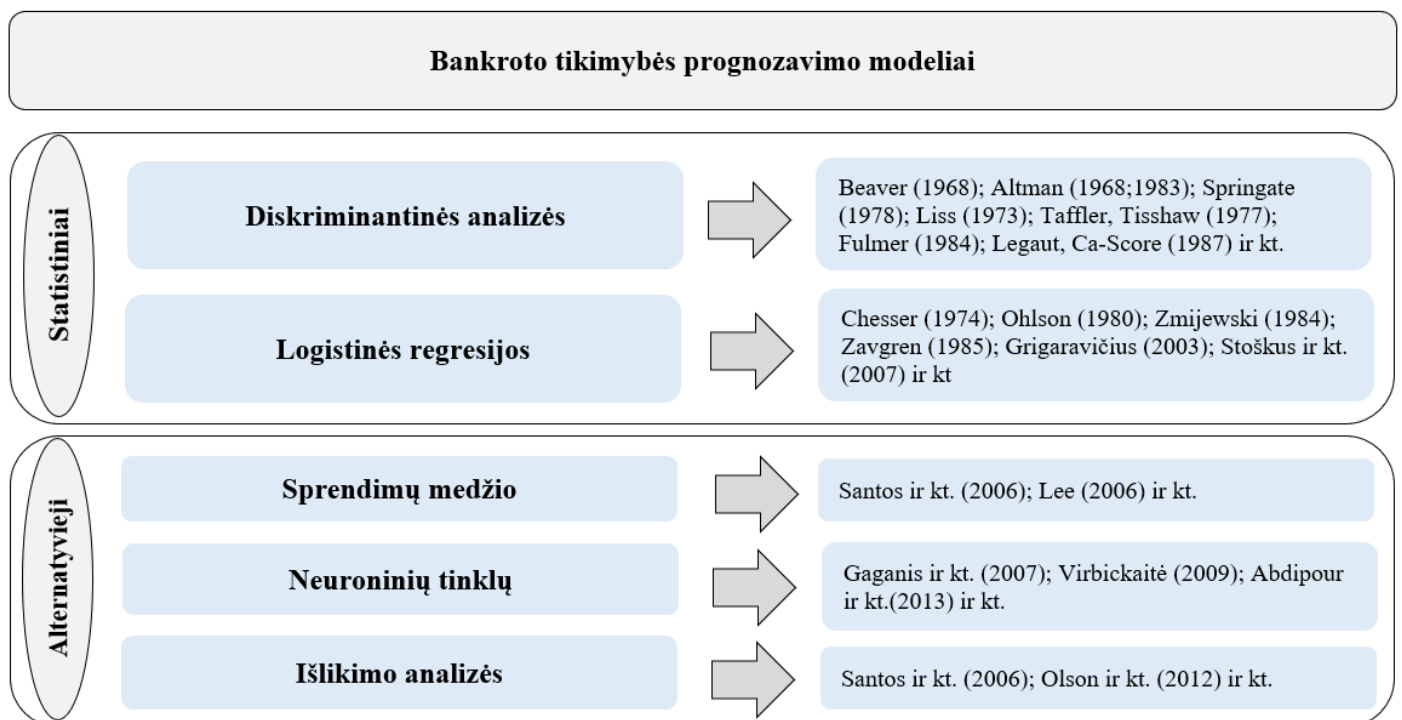 Bankroto tikimybės prognozavimo modeliai
Statistiniai
Diskriminantinės analizės
Beaver (1968); Altman (1968;1983); Springate
(1978); Liss (1973); Taffler, Tisshaw (1977);
Fulmer (1984); Legaut, Ca-Score (1987) ir kt.
Logistinės regresijos
Chesser (1974); Ohlson (1980); Zmijewski (1984);
Zavgren (1985); Grigaravičius (2003); Stoškus ir kt.
(2007) ir kt
Alternatyvieji
Sprendimų medžio
Santos ir kt. (2006); Lee (2006) ir kt.
Neuroninių tinklų
Gaganis ir kt. (2007); Virbickaitė (2009); Abdipour
ir kt.(2013) ir kt.
Išlikimo analizės
Santos ir kt. (2006); Olson ir kt. (2012) ir kt.